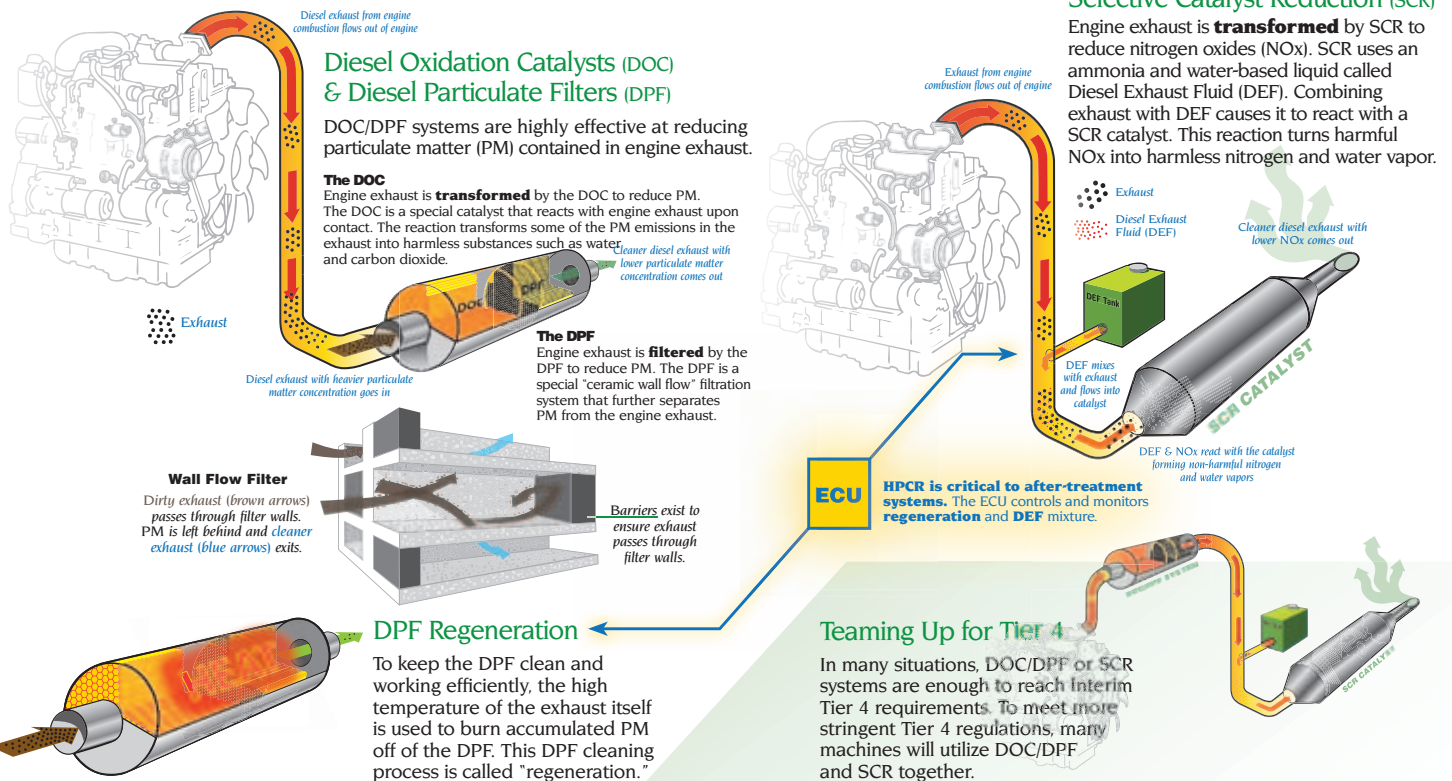 Diesel exhaust from engine
combustion flows out of engine
Diesel Oxidation Catalysts (DOC)
& Diesel Particulate Filters (DPF)
DOC/DPF systems are highly effective at reducing
particulate matter (PM) contained in engine exhaust.
The DOC
Engine exhaust is transformed by the DOC to reduce PM.
The DOC is a special catalyst that reacts with engine exhaust upon
contact. The reaction transforms some of the PM emissions in the
exhaust into harmless substances such as water
and carbon dioxide.
Cleaner diesel exhaust with
lower particulate matter
concentration comes out
DOC
DPF
Exhaust
Diesel exhaust with heavier particulate
matter concentration goes in
The DPF
Engine exhaust is filtered by the
DPF to reduce PM. The DPF is a
special "ceramic wall flow" filtration
system that further separates
PM from the engine exhaust.
Wall Flow Filter
Dirty exhaust (brown arrows)
passes through filter walls.
PM is left behind and cleaner
exhaust (blue arrows) exits.
Barriers exist to
ensure exhaust
passes through
filter walls.
DPF Regeneration
To keep the DPF clean and
working efficiently, the high
temperature of the exhaust itself
is used to burn accumulated PM
off of the DPF. This DPF cleaning
process is called "regeneration."
Selective Catalyst Reduction (SCR)
Engine exhaust is transformed by SCR to
reduce nitrogen oxides (NOx). SCR uses an
ammonia and water-based liquid called
Diesel Exhaust Fluid (DEF). Combining
exhaust with DEF causes it to react with a
SCR catalyst. This reaction turns harmful
NOx into harmless nitrogen and water vapor.
Exhaust from engine
combustion flows out of engine
Exhaust
Diesel Exhaust
Fluid (DEF)
Cleaner diesel exhaust with
lower NOx comes out
DEF Tank
DEF mixes
with exhaust
and flows into
catalyst
SCR CATALYST
DEF & NOx react with the catalyst
forming non-harmful nitrogen
and water vapors
ECU
HPCR is critical to after-treatment
systems. The ECU controls and monitors
regeneration and DEF mixture.
Teaming Up for Tier 4
In many situations, DOC/DPF or SCR
systems are enough to reach Interim
Tier 4 requirements. To meet more
stringent Tier 4 regulations, many
machines will utilize DOC/DPF
and SCR together.
SCR CATALYST